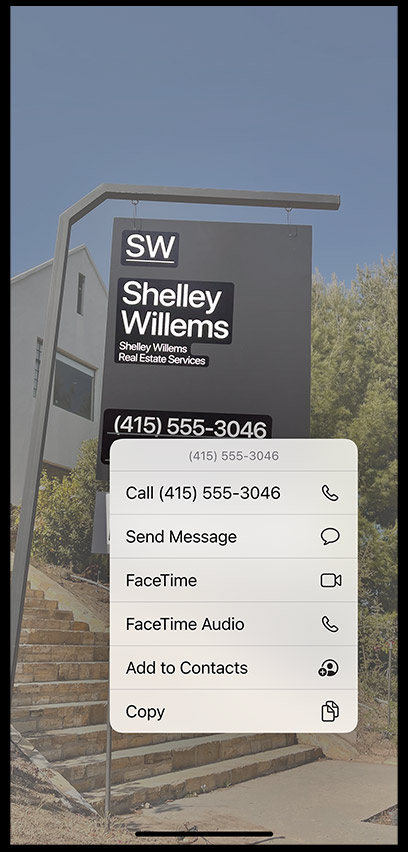 SW
Shelley
Willems
Shelley Willems
Real Estate Services
(415) 555-3046
(415) 555-3046
Call (415) 555-3046
Send Message
FaceTime
FaceTime Audio
Add to Contacts
Copy